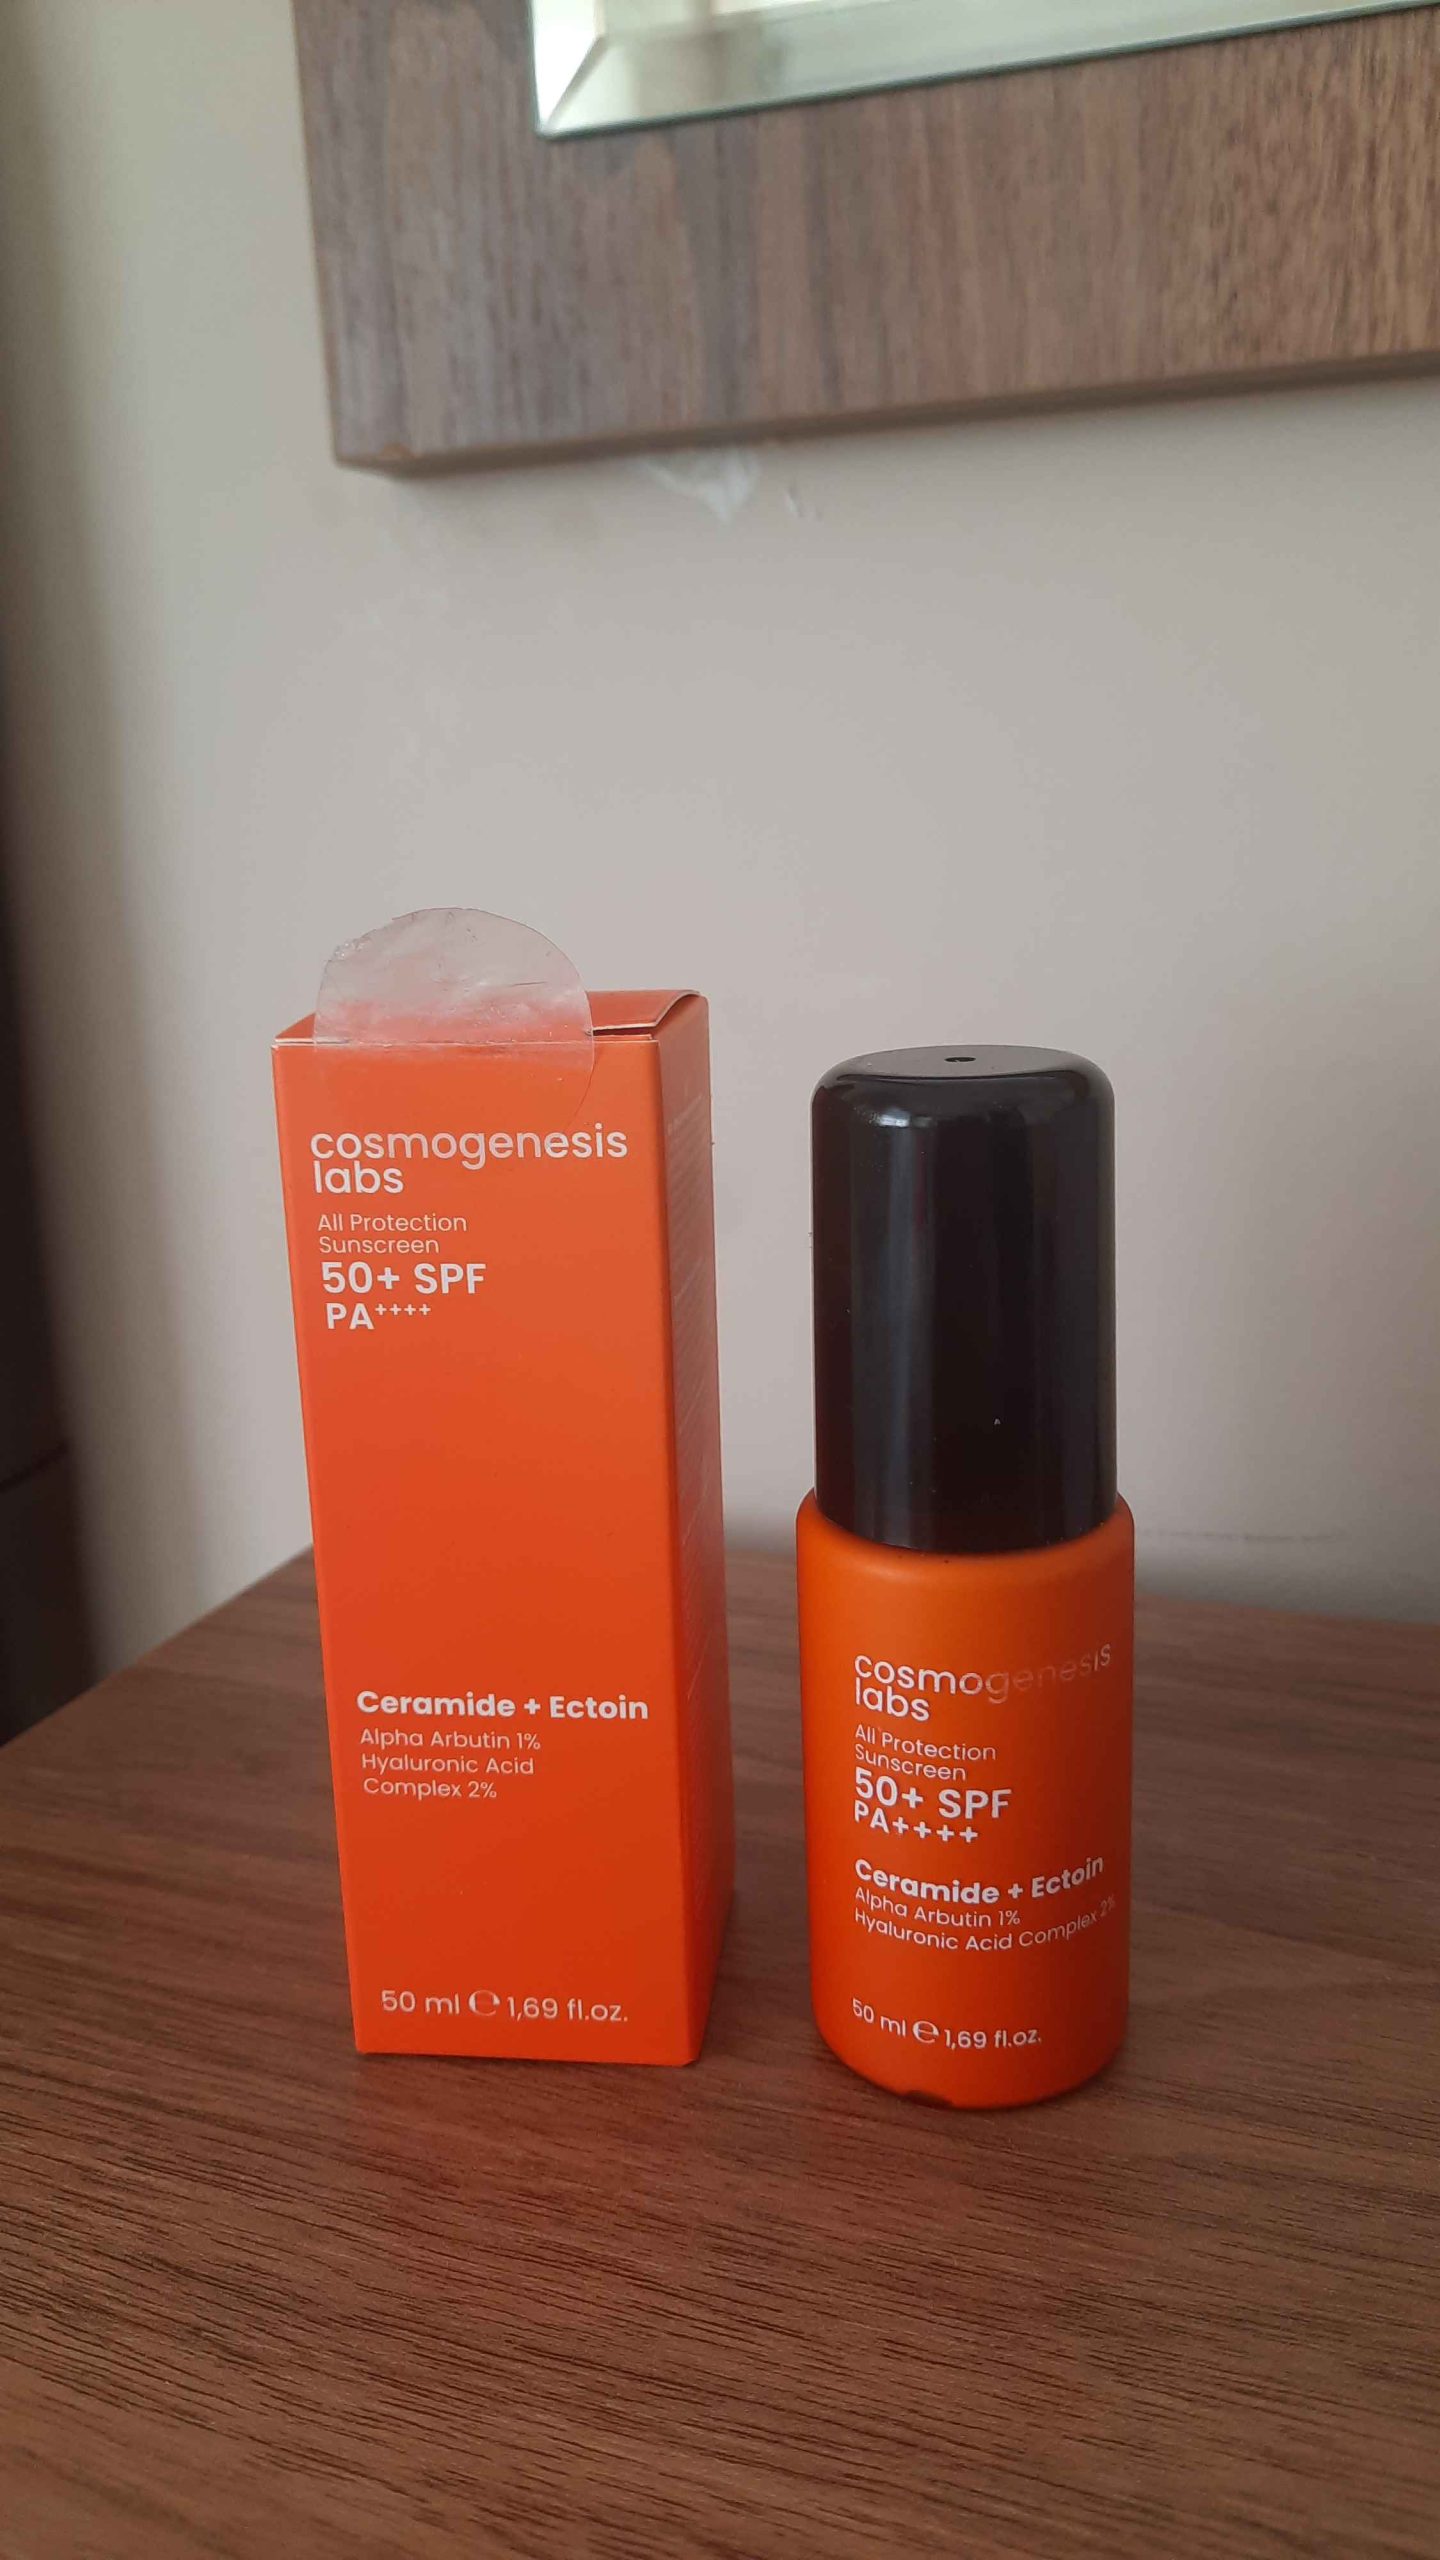 cosmogenesis
labs
All Protection
Sunscreen
50+ SPF
PA++++
Ceramide + Ectoin
Alpha Arbutin 1%
Hyaluronic Acid
Complex 2%
50 ml ℮ 1,69 fl.oz.
cosmogenesis
labs
All Protection
Sunscreen
50+ SPF
PA++++
Ceramide + Ectoin
Alpha Arbutin 1%
Hyaluronic Acid Complex 2%
50 ml ℮ 1,69 fl.oz.